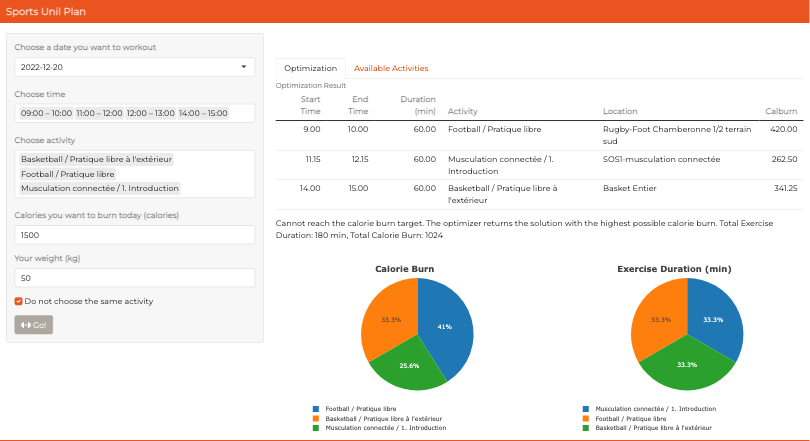 Sports Unil Plan
Choose a date you want to workout
2022-12-20
Choose time
09:00 – 10:00 11:00 – 12:00 12:00 – 13:00 14:00 – 15:00
Choose activity
Basketball / Pratique libre à l'extérieur
Football / Pratique libre
Musculation connectée / 1. Introduction
Calories you want to burn today (calories)
1500
Your weight (kg)
50
Do not choose the same activity
Go!
Optimization Available Activities
Optimization Result
Start End Duration
Time Time (min) Activity Location Calburn
9.00 10.00 60.00 Football / Pratique libre Rugby-Foot Chamberonne 1/2 terrain 420.00
sud
11.15 12.15 60.00 Musculation connectée / 1. SOS1-musculation connectée 262.50
Introduction
14.00 15.00 60.00 Basketball / Pratique libre à Basket Entier 341.25
l'extérieur
Cannot reach the calorie burn target. The optimizer returns the solution with the highest possible calorie burn. Total Exercise
Duration: 180 min, Total Calorie Burn: 1024
Calorie Burn
33.3%
41%
25.6%
Football / Pratique libre
Basketball / Pratique libre à l'extérieur
Musculation connectée / 1. Introduction
Exercise Duration (min)
33.3%
33.3%
33.3%
Musculation connectée / 1. Introduction
Football / Pratique libre
Basketball / Pratique libre à l'extérieur